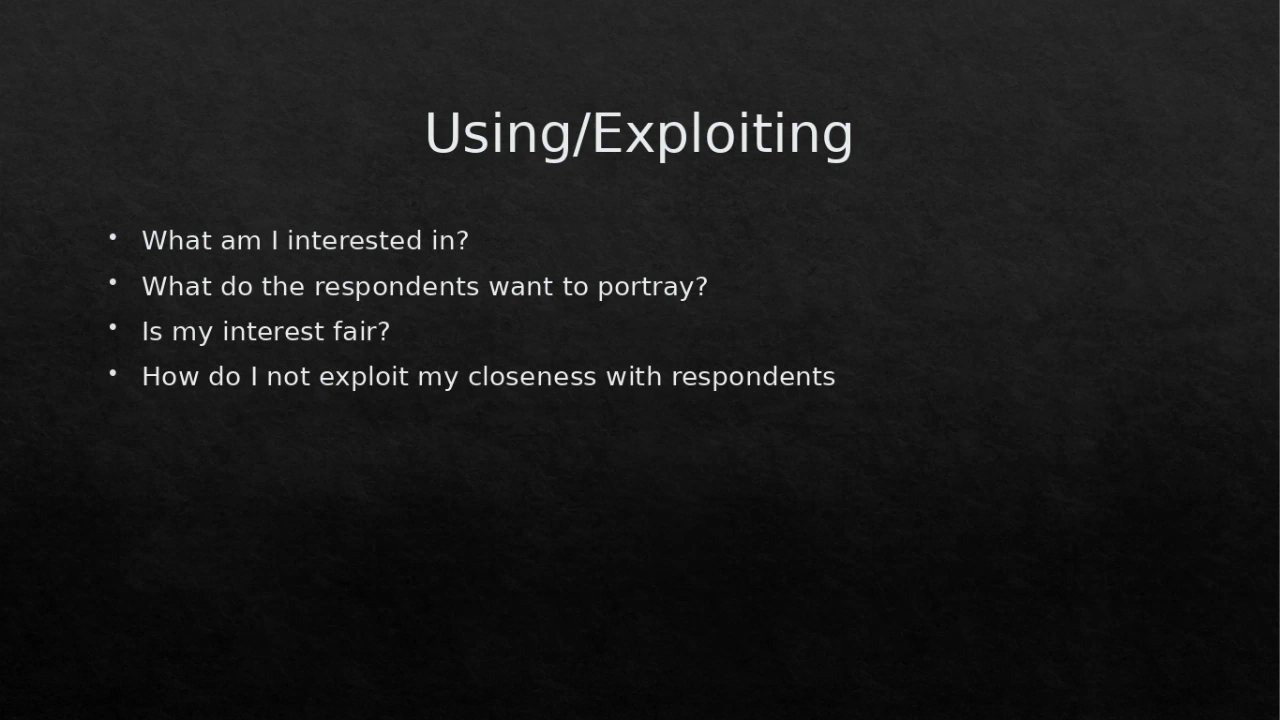 Using/Exploiting
• What am I interested in?
• What do the respondents want to portray?
• Is my interest fair?
• How do I not exploit my closeness with respondents